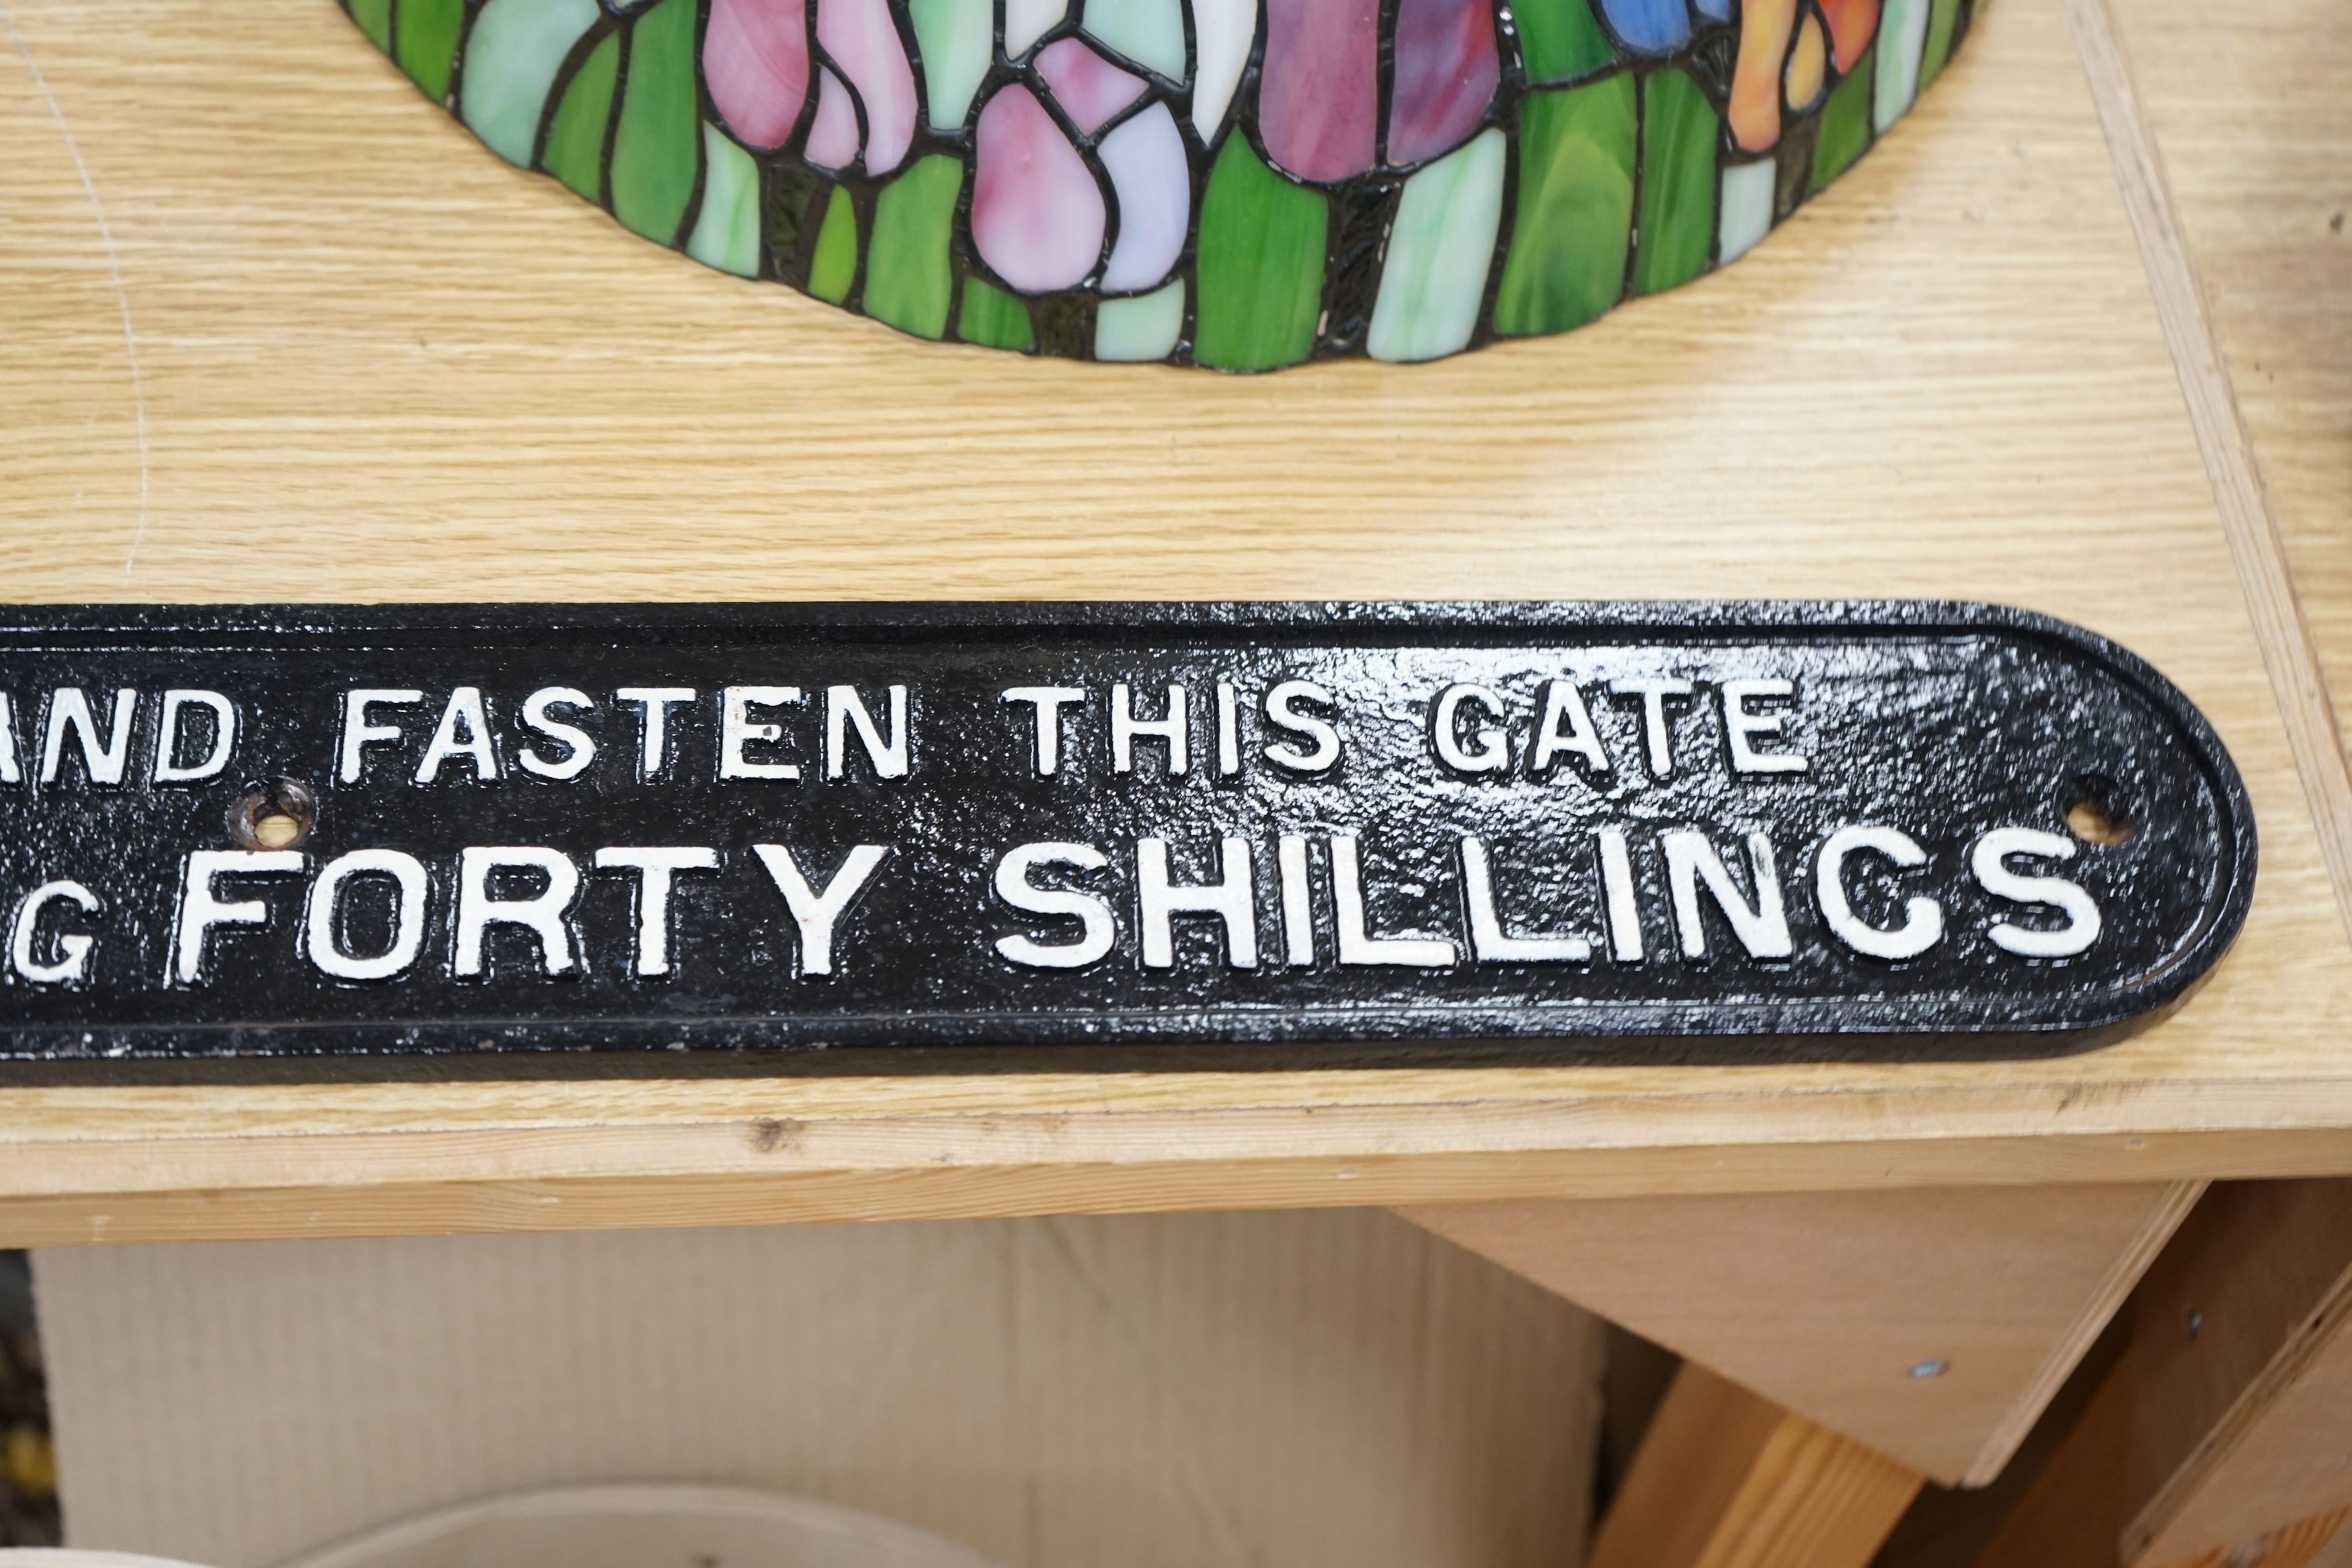 AND FASTEN THIS GATE
G FORTY SHILLINGS